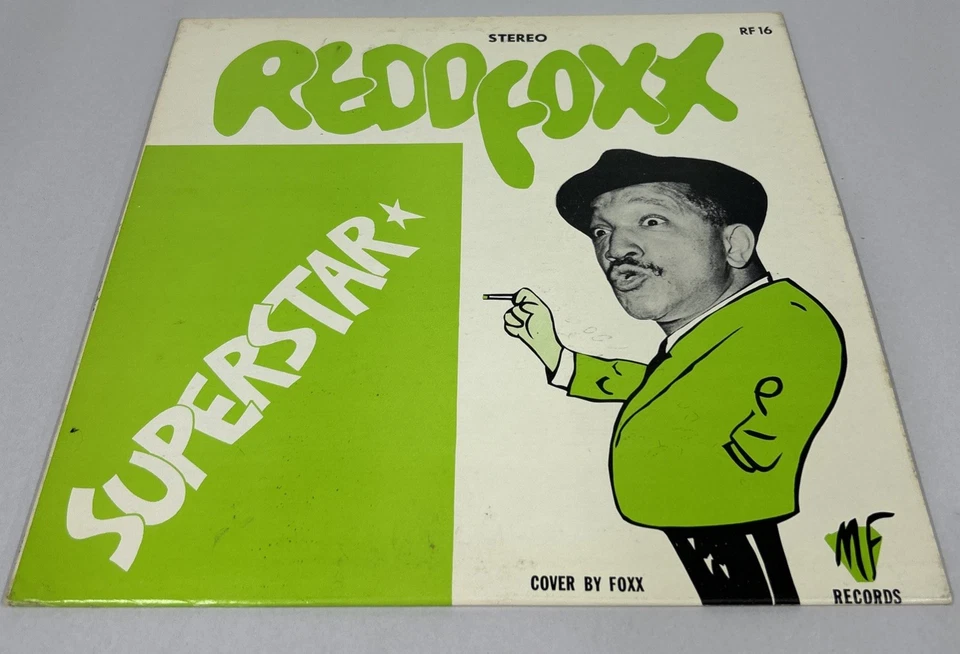 STEREO
RF 16
REDD FOXX
SUPERSTAR
COVER BY FOXX
MF
RECORDS